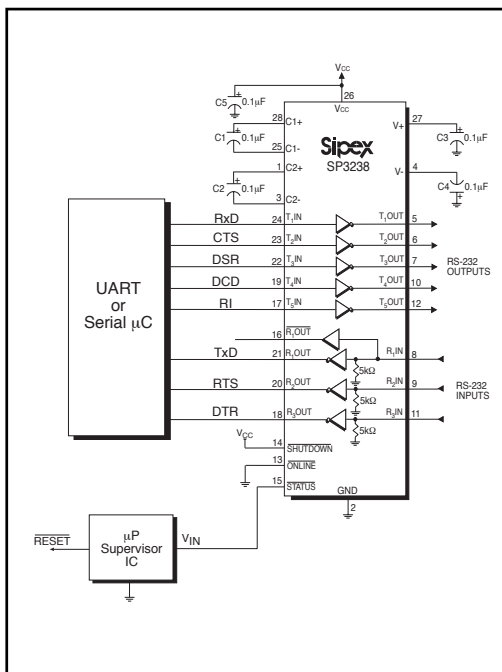 VCC
26
VCC
C5 + 0.1µF
28 C1+
C1 + 0.1µF
25 C1-
1 C2+
C2 + 0.1µF
3 C2-
Sipex
SP3238
V+ 27
C3 + 0.1µF
V- 4
C4 0.1µF +
UART
or
Serial µC
RxD 24 T1IN T1OUT 5
CTS 23 T2IN T2OUT 6
DSR 22 T3IN T3OUT 7
DCD 19 T4IN T4OUT 10
RI 17 T5IN T5OUT 12
RS-232
OUTPUTS
16 R1OUT
TxD 21 R1OUT R1IN 8
5kΩ
RTS 20 R2OUT R2IN 9
5kΩ
DTR 18 R3OUT R3IN 11
5kΩ
RS-232
INPUTS
VCC
14 SHUTDOWN
13 ONLINE
15 STATUS
GND
2
RESET
µP
Supervisor
IC
VIN